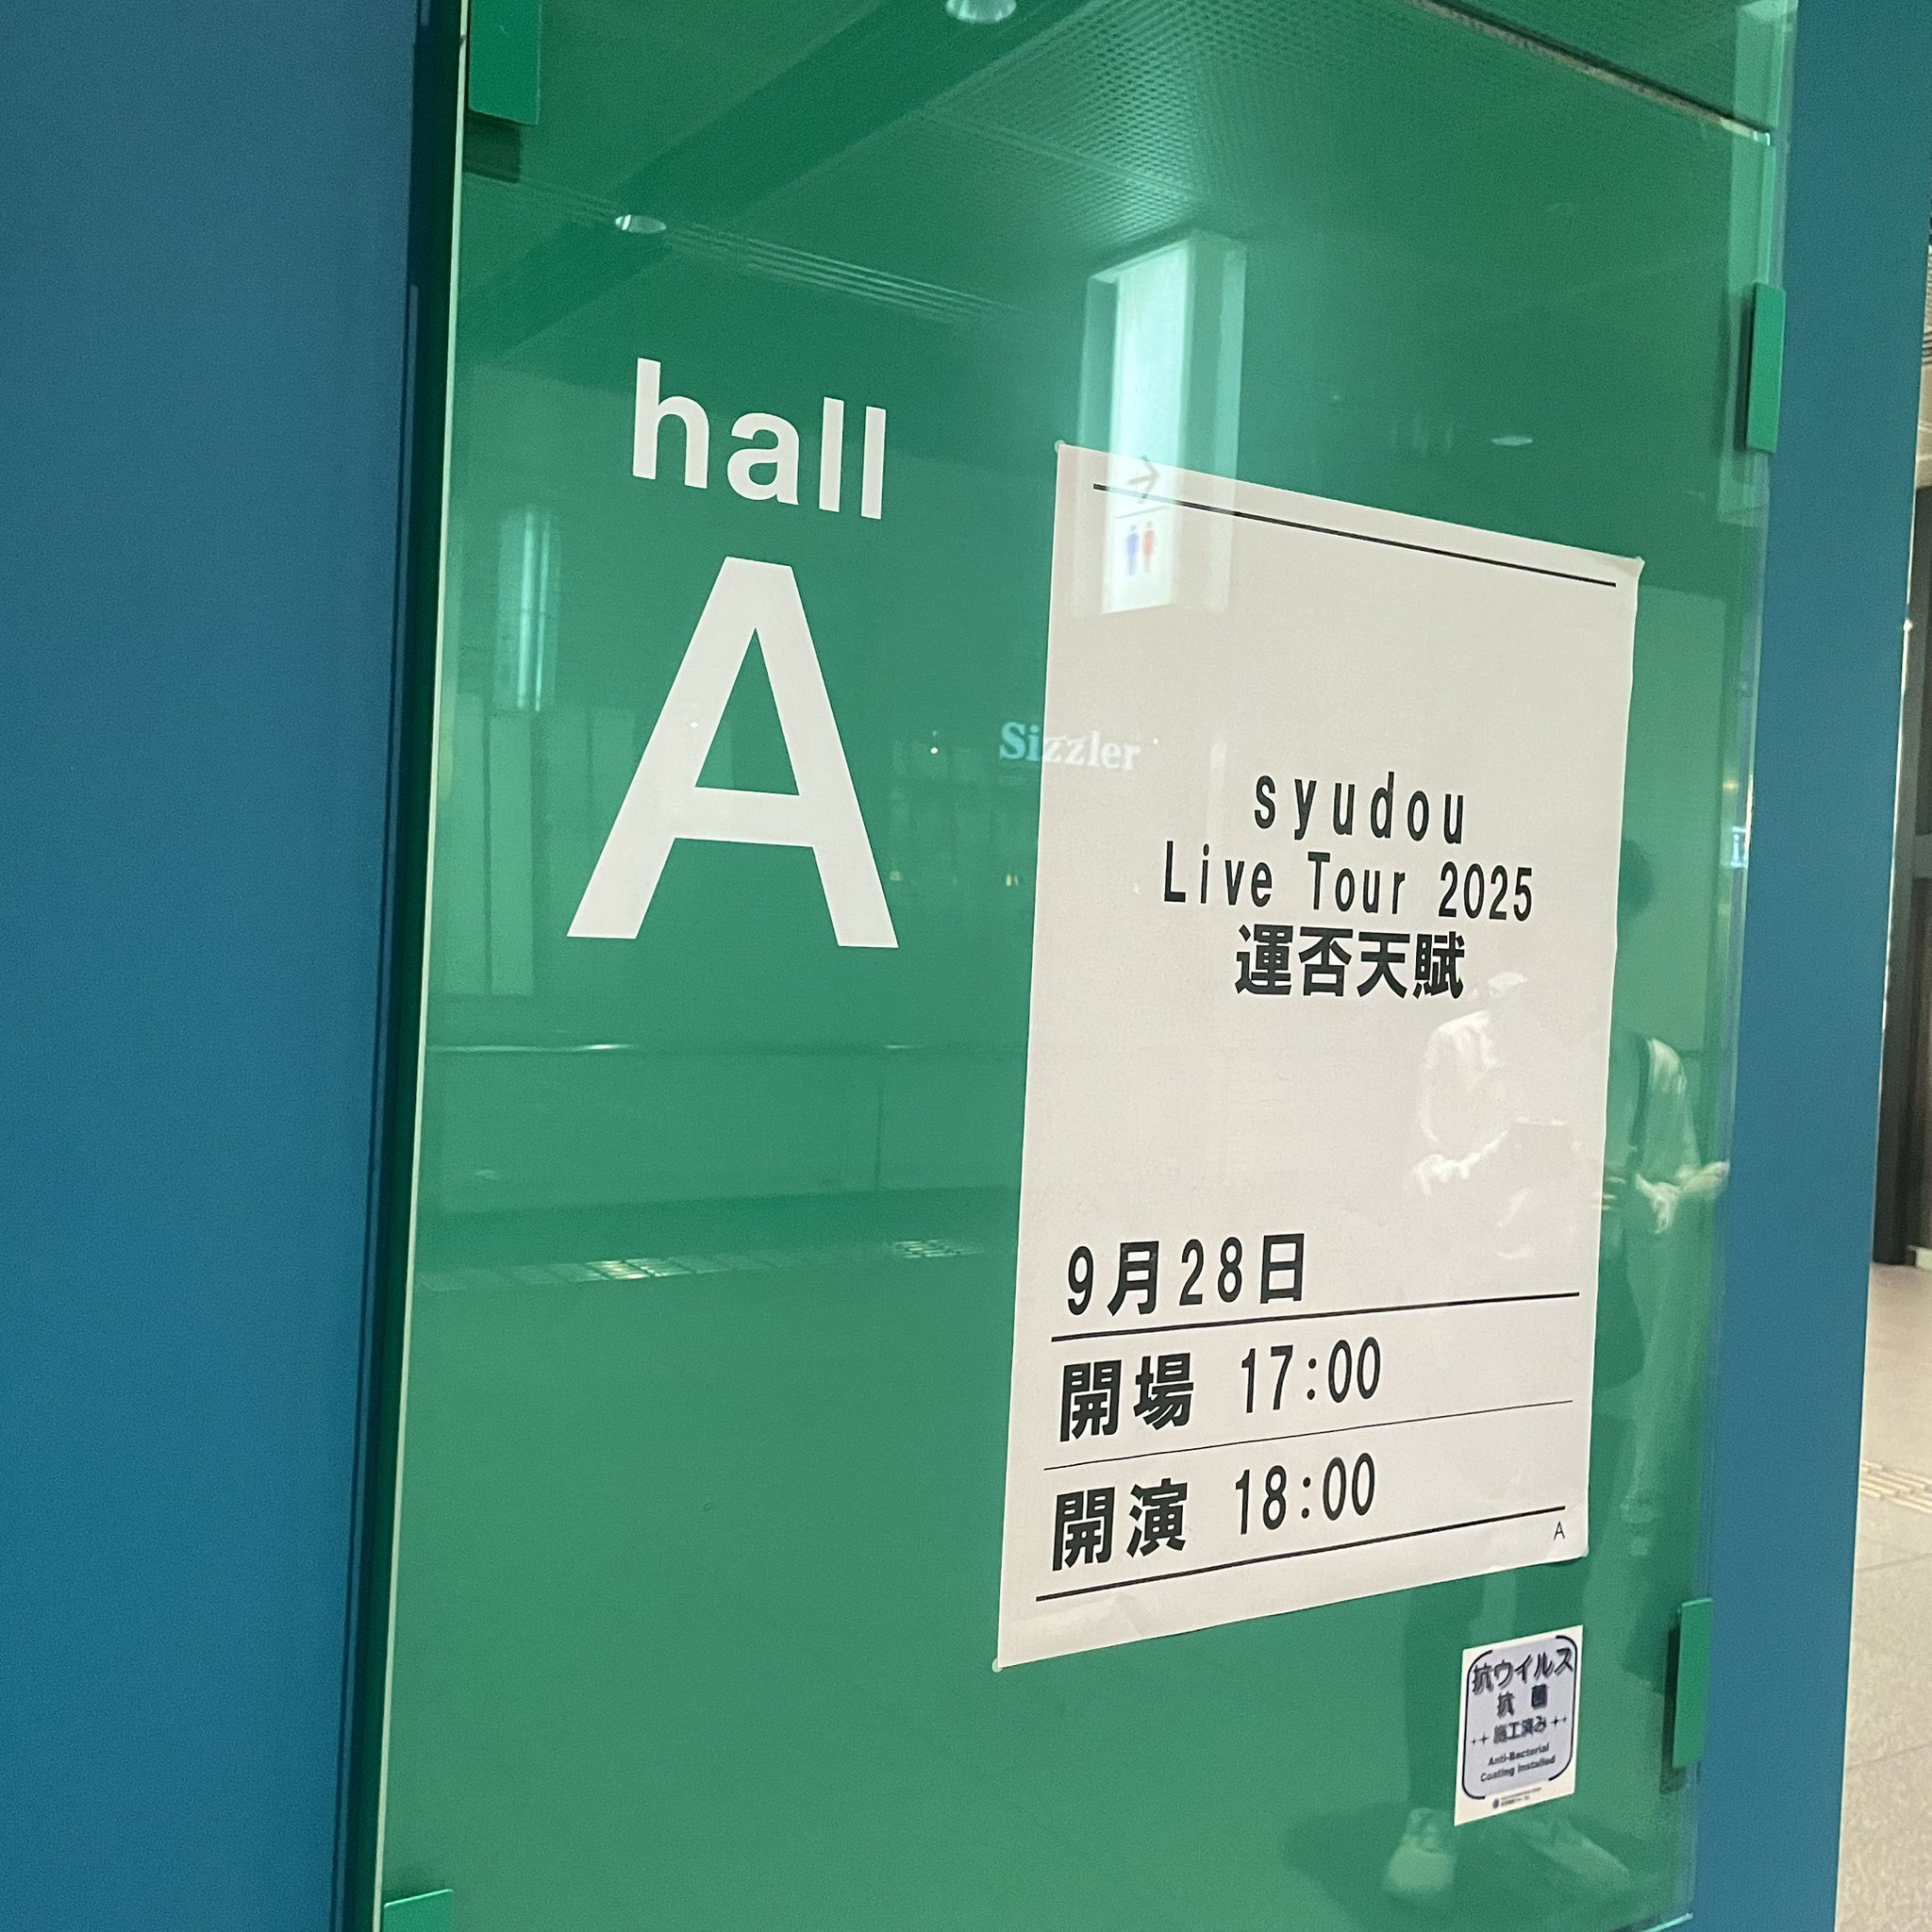 hall
A
Sizzler
syudou
Live Tour 2025
運否天賦
9月28日
開場 17:00
開演 18:00
A
抗ウイルス
抗菌
施工済み
Anti-Bacterial
Coating Installed